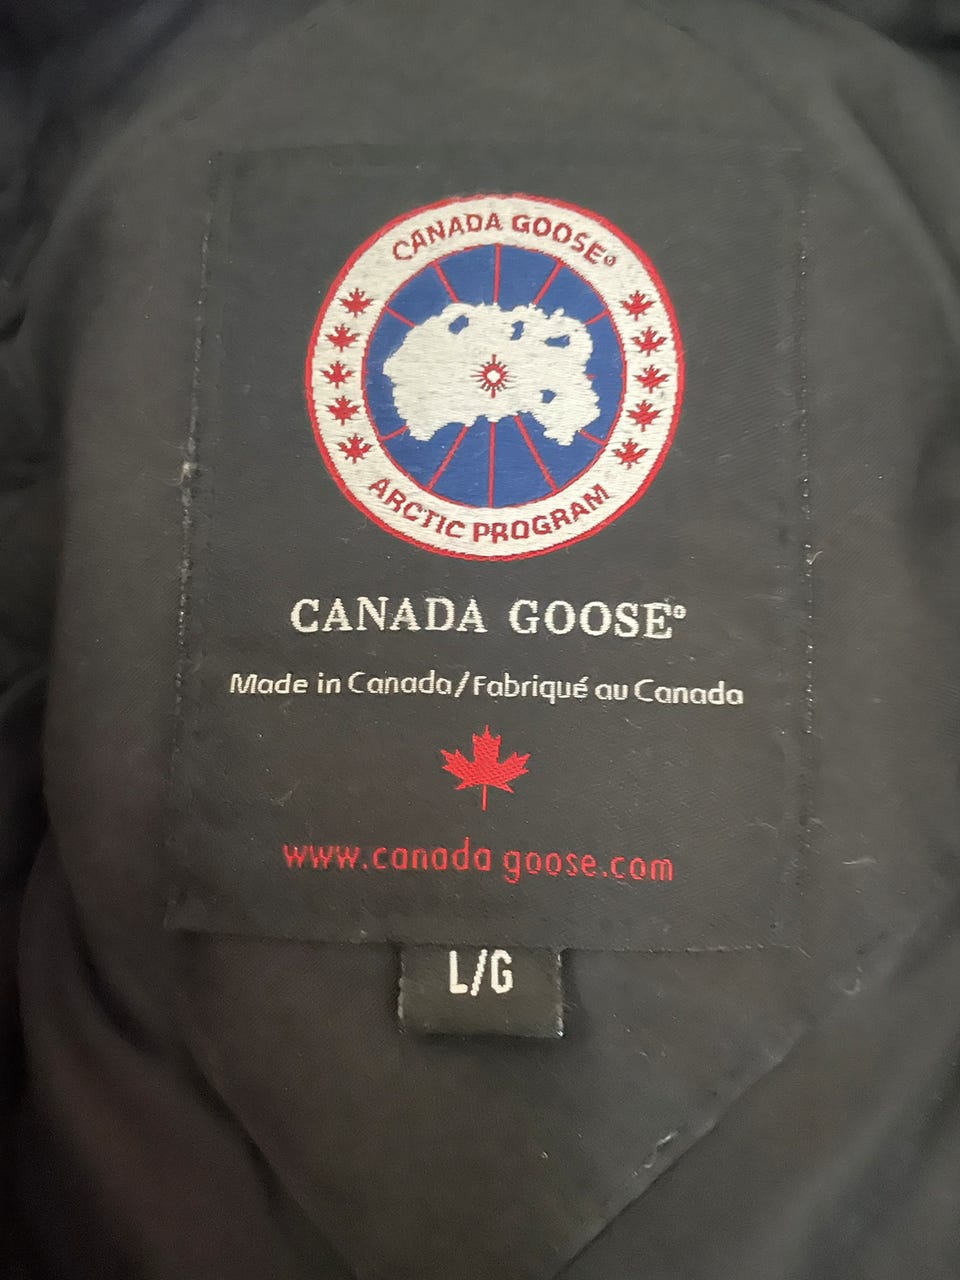 CANADA GOOSE®
ARCTIC PROGRAM
CANADA GOOSE®
Made in Canada/Fabriqué au Canada
www.canada goose.com
L/G